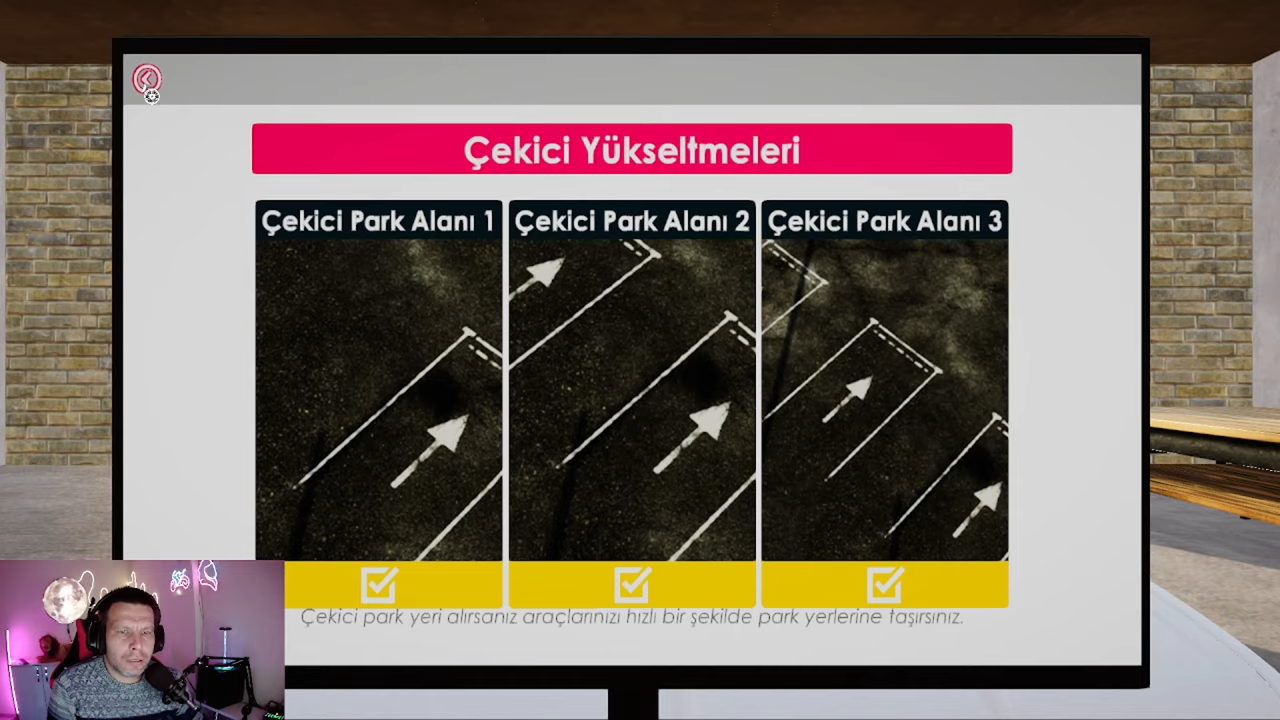 Çekici Yükseltmeleri
Çekici Park Alanı 1
Çekici Park Alanı 2
Çekici Park Alanı 3
Çekici park yeri alırsanız araçlarınızı hızlı bir şekilde park yerlerine taşırsınız.